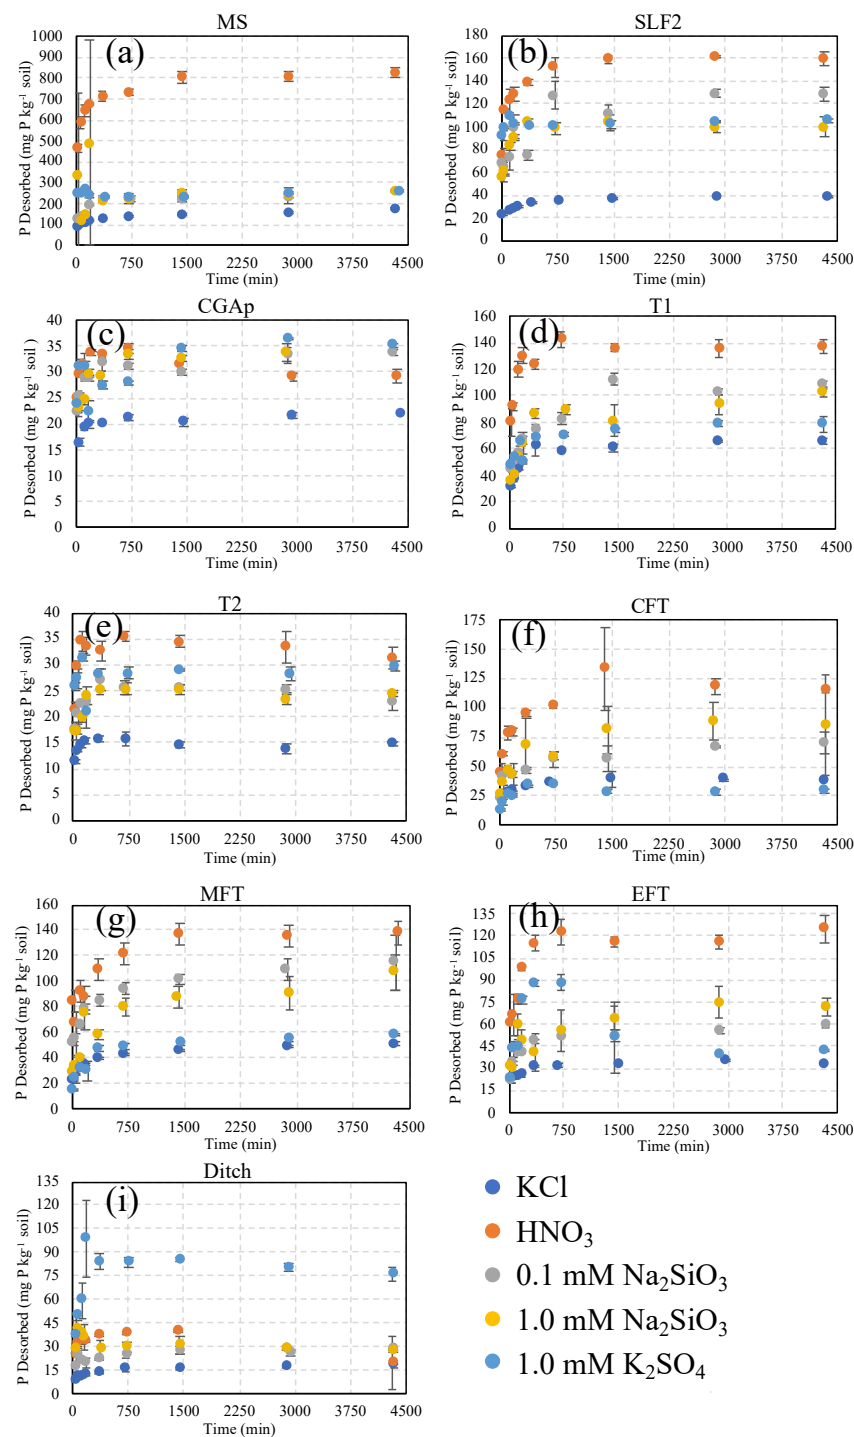 MS
(a)
P Desorbed (mg P kg⁻¹ soil)
1000
900
800
700
600
500
400
300
200
100
0
0 750 1500 2250 3000 3750 4500
Time (min)
SLF2
(b)
P Desorbed (mg P kg⁻¹ soil)
160
140
120
100
80
60
40
20
0
0 750 1500 2250 3000 3750 4500
Time (min)
CGAp
(c)
P Desorbed (mg P kg⁻¹ soil)
40
35
30
25
20
15
10
5
0
0 750 1500 2250 3000 3750 4500
Time (min)
T1
(d)
P Desorbed (mg P kg⁻¹ soil)
160
140
120
100
80
60
40
20
0
0 750 1500 2250 3000 3750 4500
Time (min)
T2
(e)
P Desorbed (mg P kg⁻¹ soil)
40
35
30
25
20
15
10
5
0
0 750 1500 2250 3000 3750 4500
Time (min)
CFT
(f)
P Desorbed (mg P kg⁻¹ soil)
175
150
125
100
75
50
25
0
0 750 1500 2250 3000 3750 4500
Time (min)
MFT
(g)
P Desorbed (mg P kg⁻¹ soil)
160
140
120
100
80
60
40
20
0
0 750 1500 2250 3000 3750 4500
Time (min)
EFT
(h)
P Desorbed (mg P kg⁻¹ soil)
135
120
105
90
75
60
45
30
15
0
0 750 1500 2250 3000 3750 4500
Time (min)
Ditch
(i)
P Desorbed (mg P kg⁻¹ soil)
135
120
105
90
75
60
45
30
15
0
0 750 1500 2250 3000 3750 4500
Time (min)
KCl
HNO₃
0.1 mM Na₂SiO₃
1.0 mM Na₂SiO₃
1.0 mM K₂SO₄